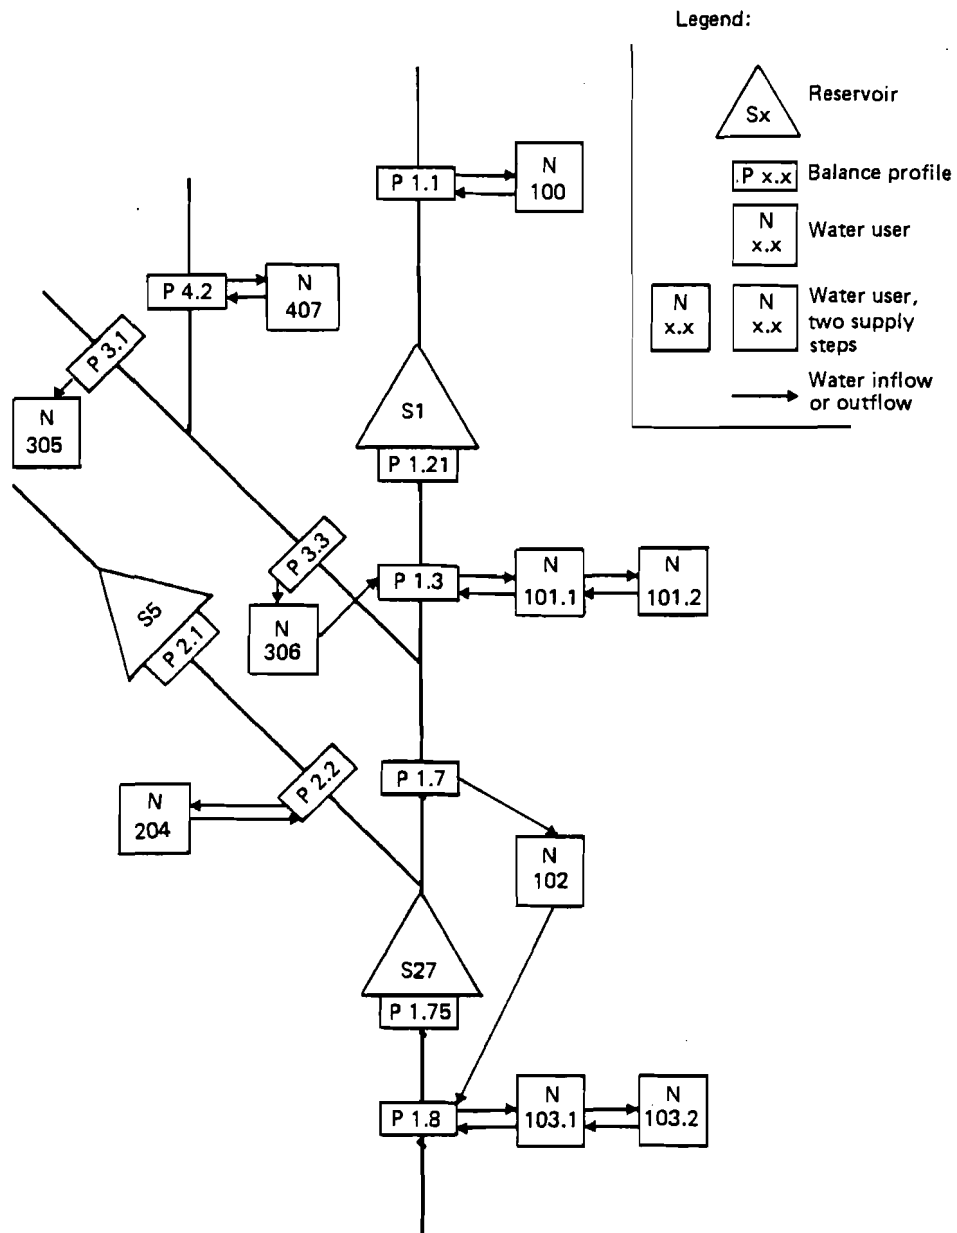 Legend:
Sx
Reservoir
P x.x
Balance profile
N
x.x
Water user
N
x.x
N
x.x
Water user,
two supply
steps
Water inflow
or outflow
P 1.1
N
100
P 4.2
N
407
P 3.1
N
305
S1
P 1.21
P 3.3
P 1.3
N
101.1
N
101.2
N
306
S5
P 2.1
P 2.2
P 1.7
N
204
N
102
S27
P 1.75
P 1.8
N
103.1
N
103.2